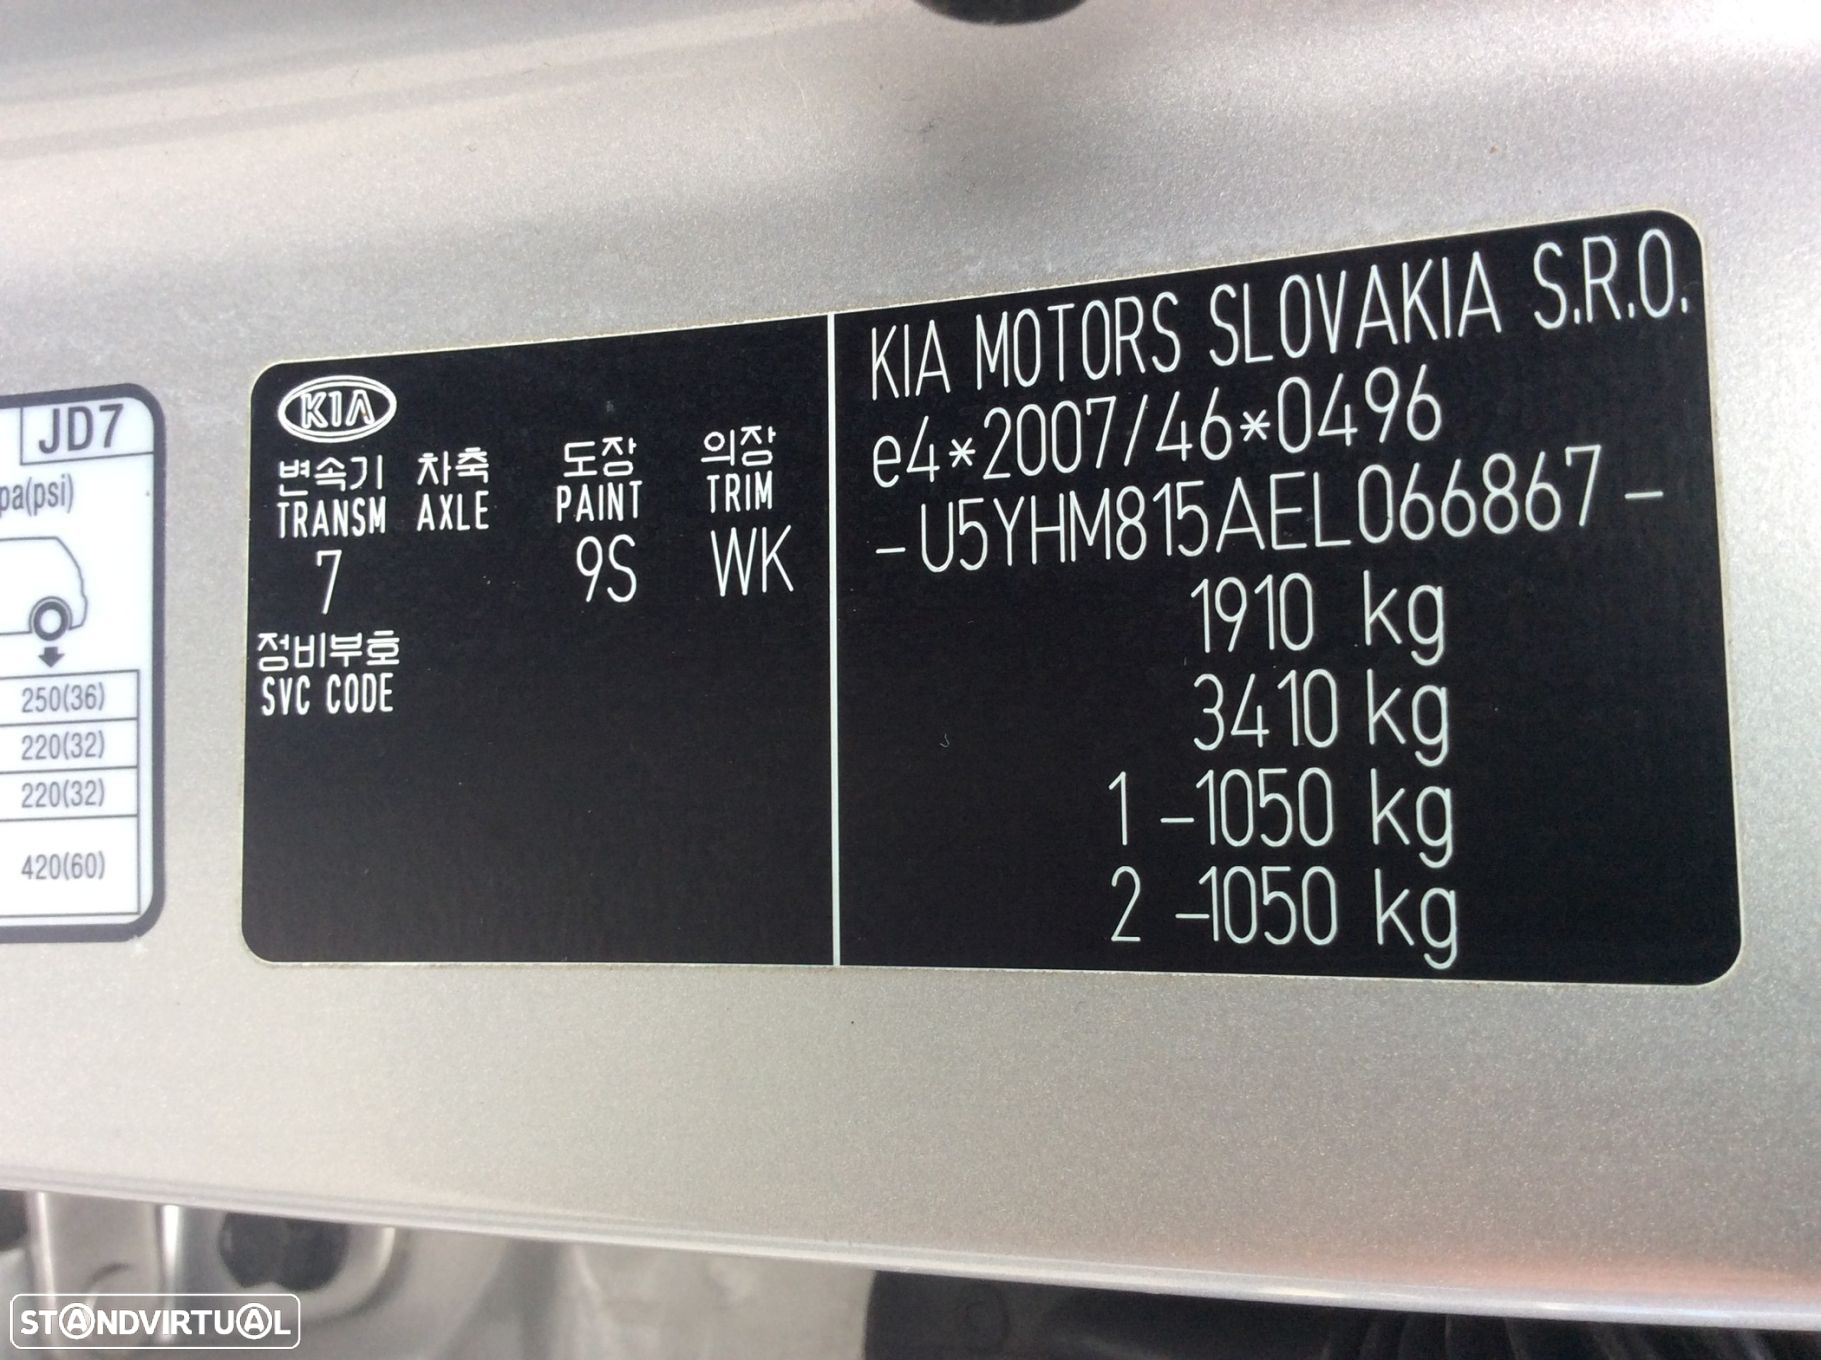 JD7
pa(psi)
250(36)
220(32)
220(32)
420(60)
KIA
변속기 차축 도장 의장
TRANSM AXLE PAINT TRIM
7 9S WK
정비부호
SVC CODE
KIA MOTORS SLOVAKIA S.R.O.
e4*2007/46*0496
-U5YHM815AEL066867-
1910 kg
3410 kg
1 -1050 kg
2 -1050 kg
STANDVIRTUAL